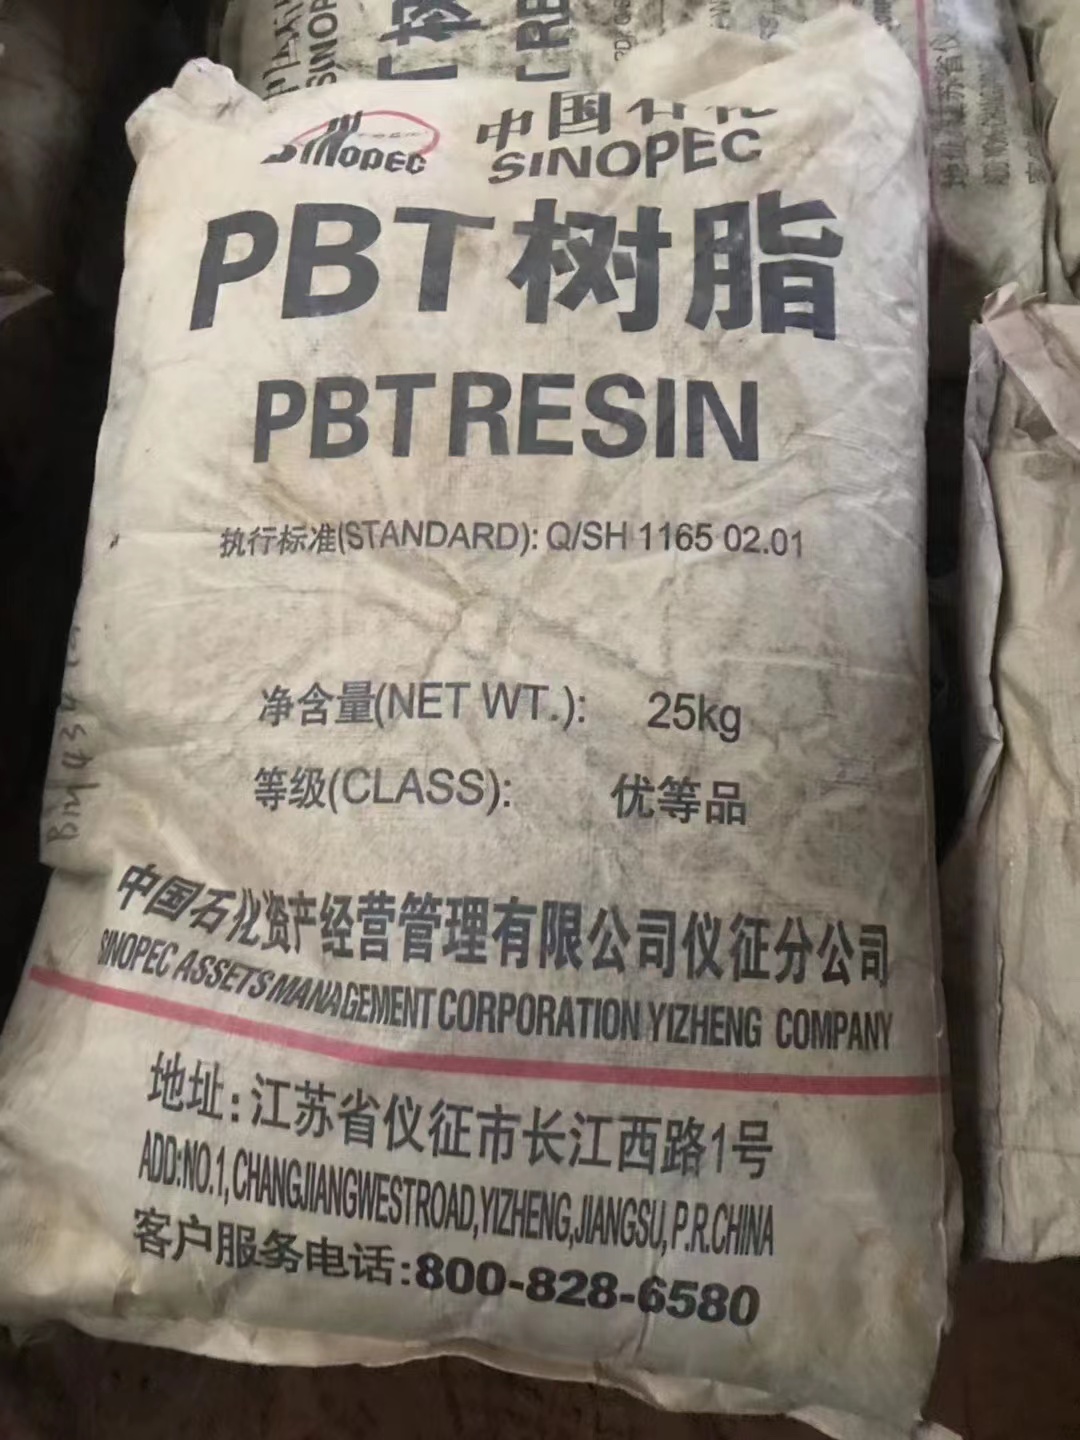 SINOPEC
中国石化
SINOPEC
PBT树脂
PBT RESIN
执行标准(STANDARD): Q/SH 1165 02.01
净含量(NET WT.): 25kg
等级(CLASS): 优等品
中国石化资产经营管理有限公司仪征分公司
SINOPEC ASSETS MANAGEMENT CORPORATION YIZHENG COMPANY
地址:江苏省仪征市长江西路1号
ADD:NO.1, CHANGJIANGWESTROAD,YIZHENG,JIANGSU, P.R.CHINA
客户服务电话:800-828-6580